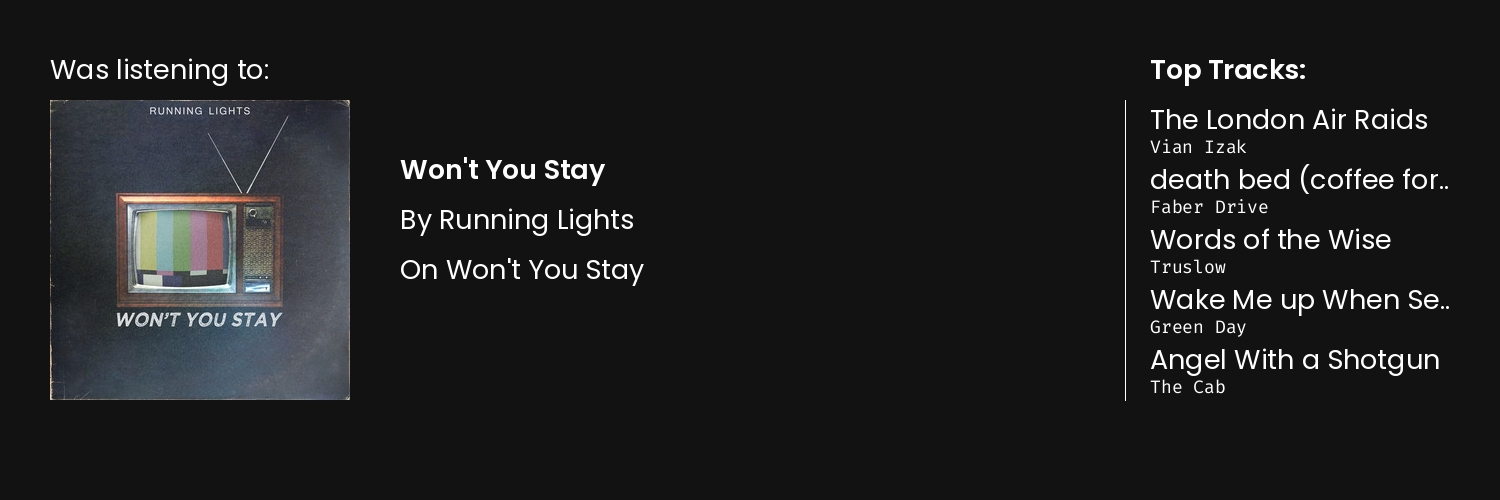 Was listening to:
RUNNING LIGHTS
WON'T YOU STAY
Won't You Stay
By Running Lights
On Won't You Stay
Top Tracks:
The London Air Raids
Vian Izak
death bed (coffee for..
Faber Drive
Words of the Wise
Truslow
Wake Me up When Se..
Green Day
Angel With a Shotgun
The Cab